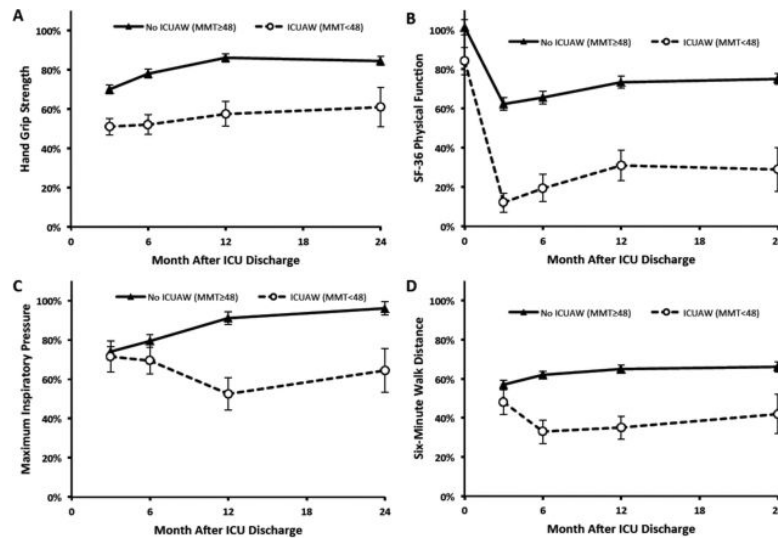 A
No ICUAW (MMT≥48) ICUAW (MMT<48)
Hand Grip Strength
100%
80%
60%
40%
20%
0%
0 6 12 18 24
Month After ICU Discharge
B
No ICUAW (MMT≥48) ICUAW (MMT<48)
SF-36 Physical Function
100%
80%
60%
40%
20%
0%
0 6 12 18
Month After ICU Discharge
C
No ICUAW (MMT≥48) ICUAW (MMT<48)
Maximum Inspiratory Pressure
100%
80%
60%
40%
20%
0%
0 6 12 18 24
Month After ICU Discharge
D
No ICUAW (MMT≥48) ICUAW (MMT<48)
Six-Minute Walk Distance
100%
80%
60%
40%
20%
0%
0 6 12 18
Month After ICU Discharge